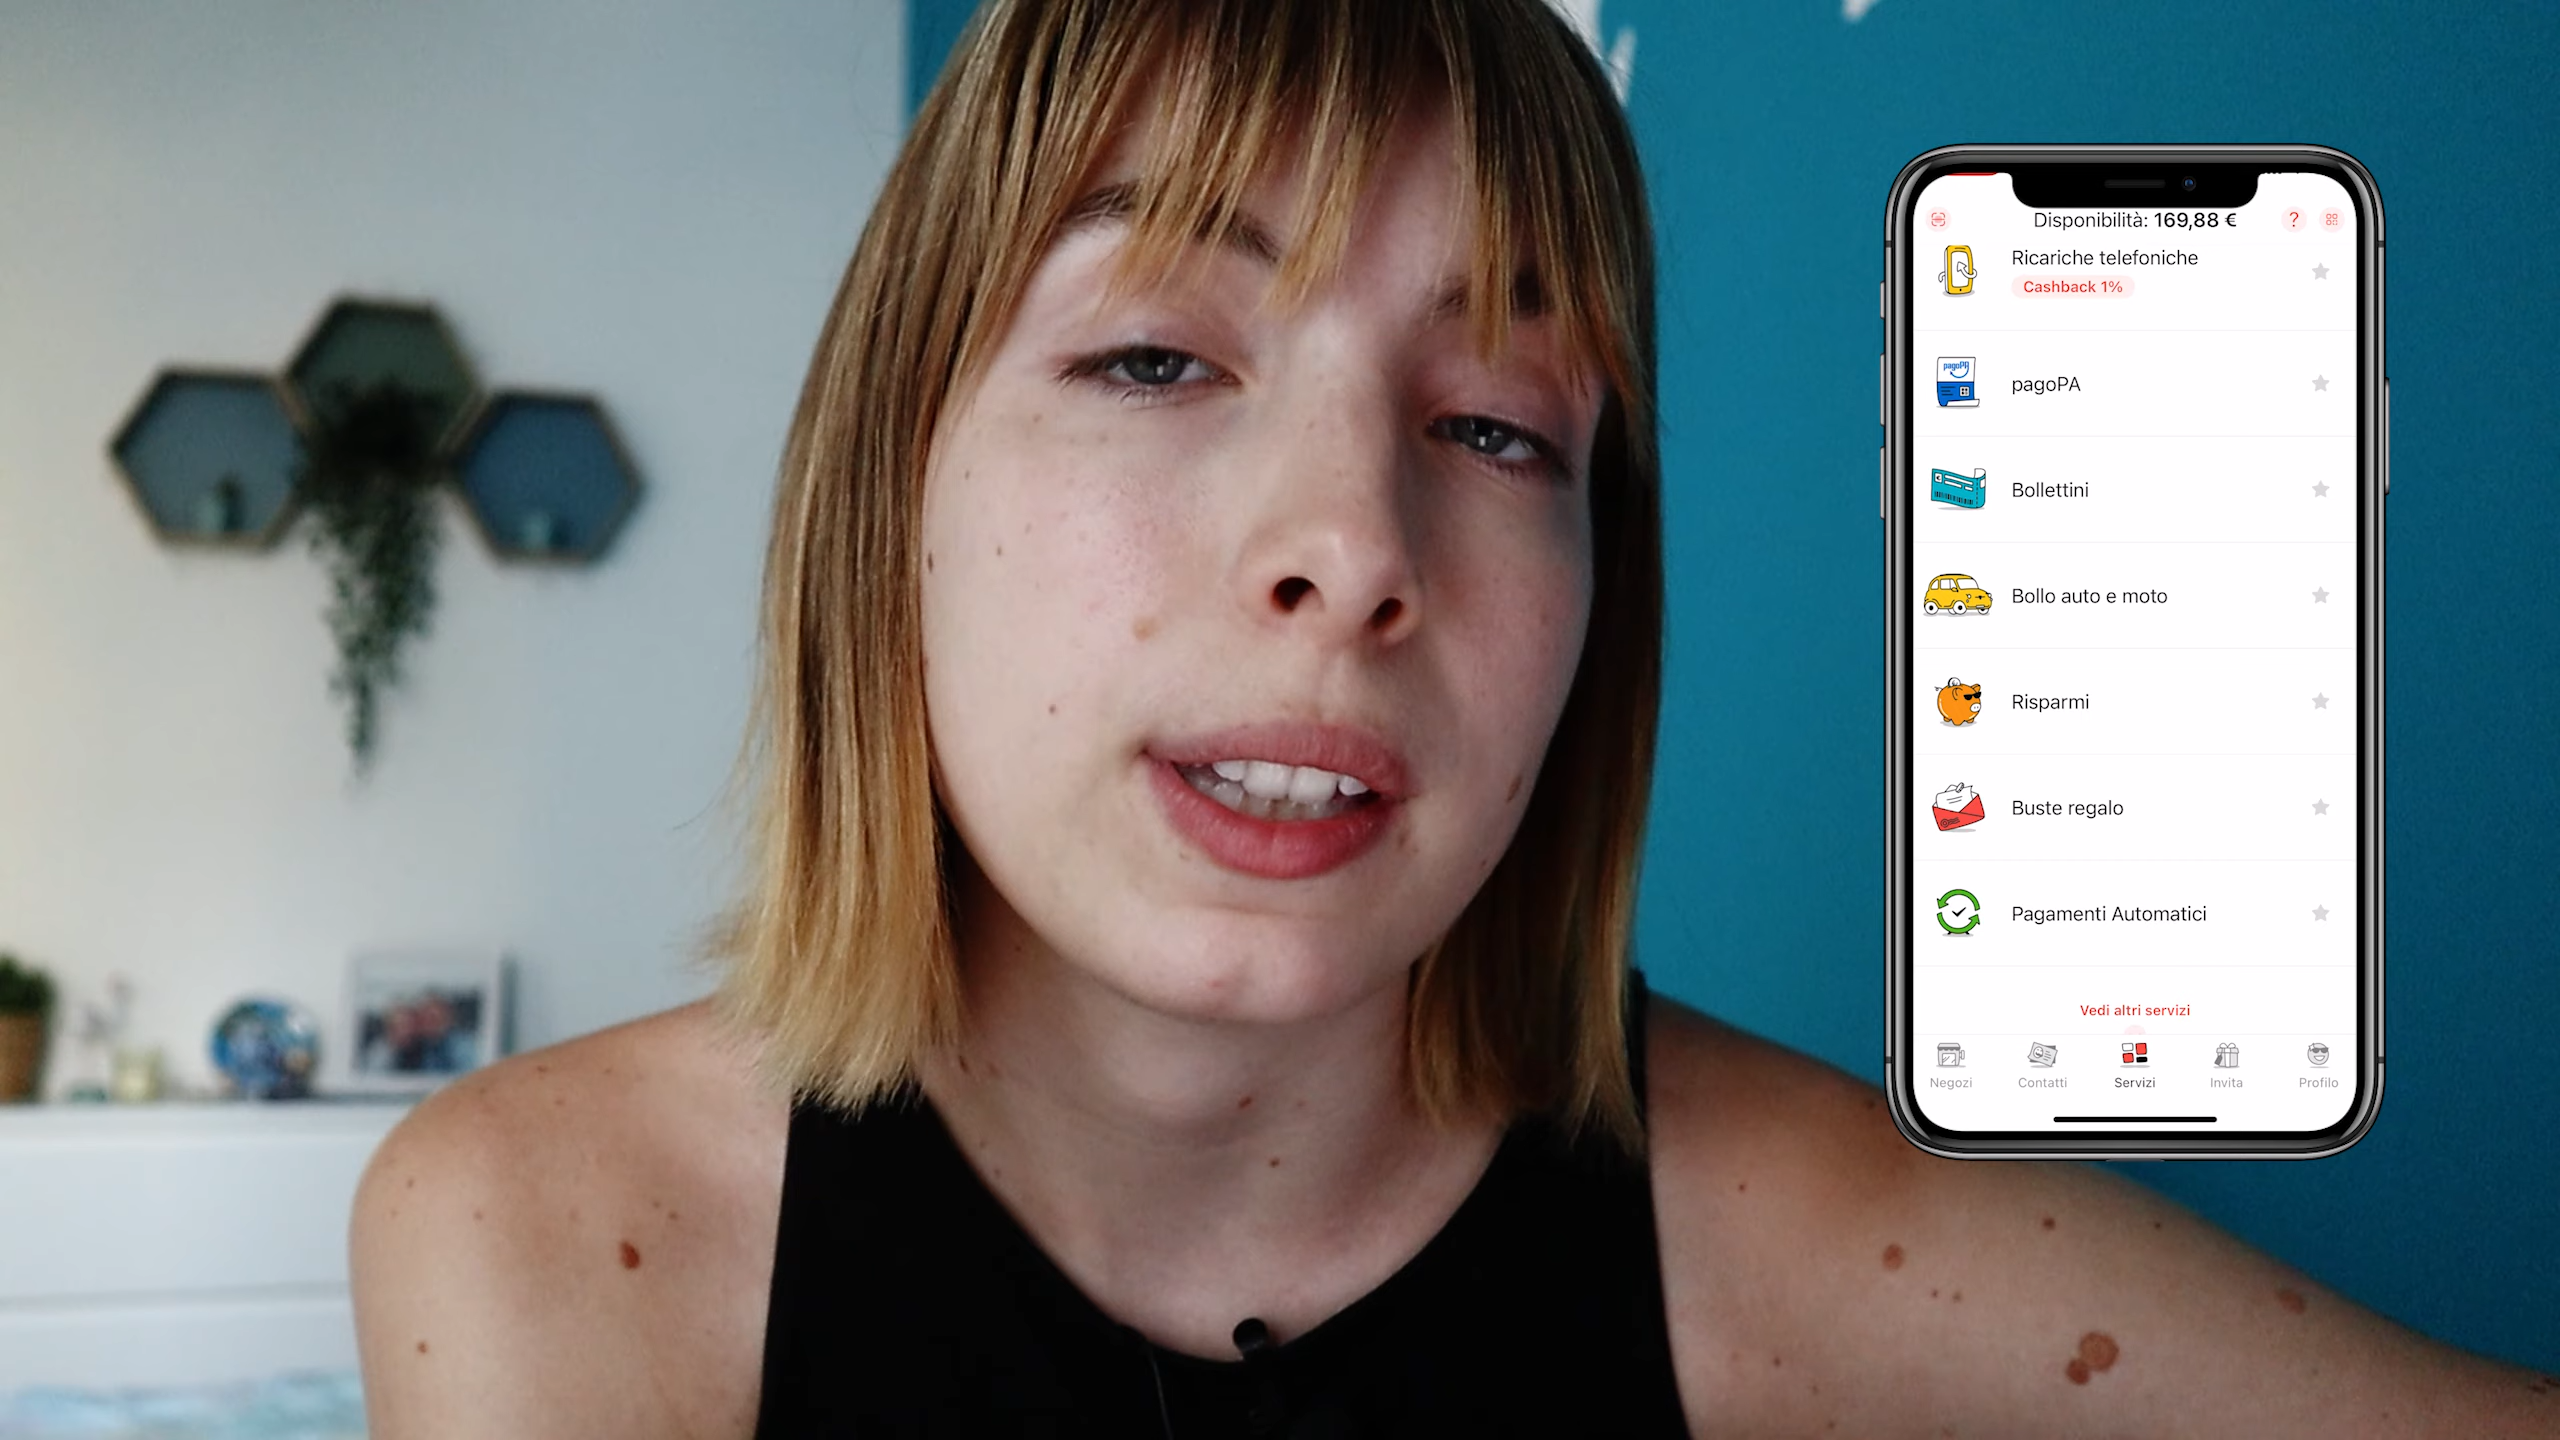 Disponibilità: 169,88 €
?
Ricariche telefoniche
Cashback 1%
pagoPA
pagoPA
Bollettini
Bollo auto e moto
Risparmi
Buste regalo
Pagamenti Automatici
Vedi altri servizi
Negozi
Contatti
Servizi
Invita
Profilo